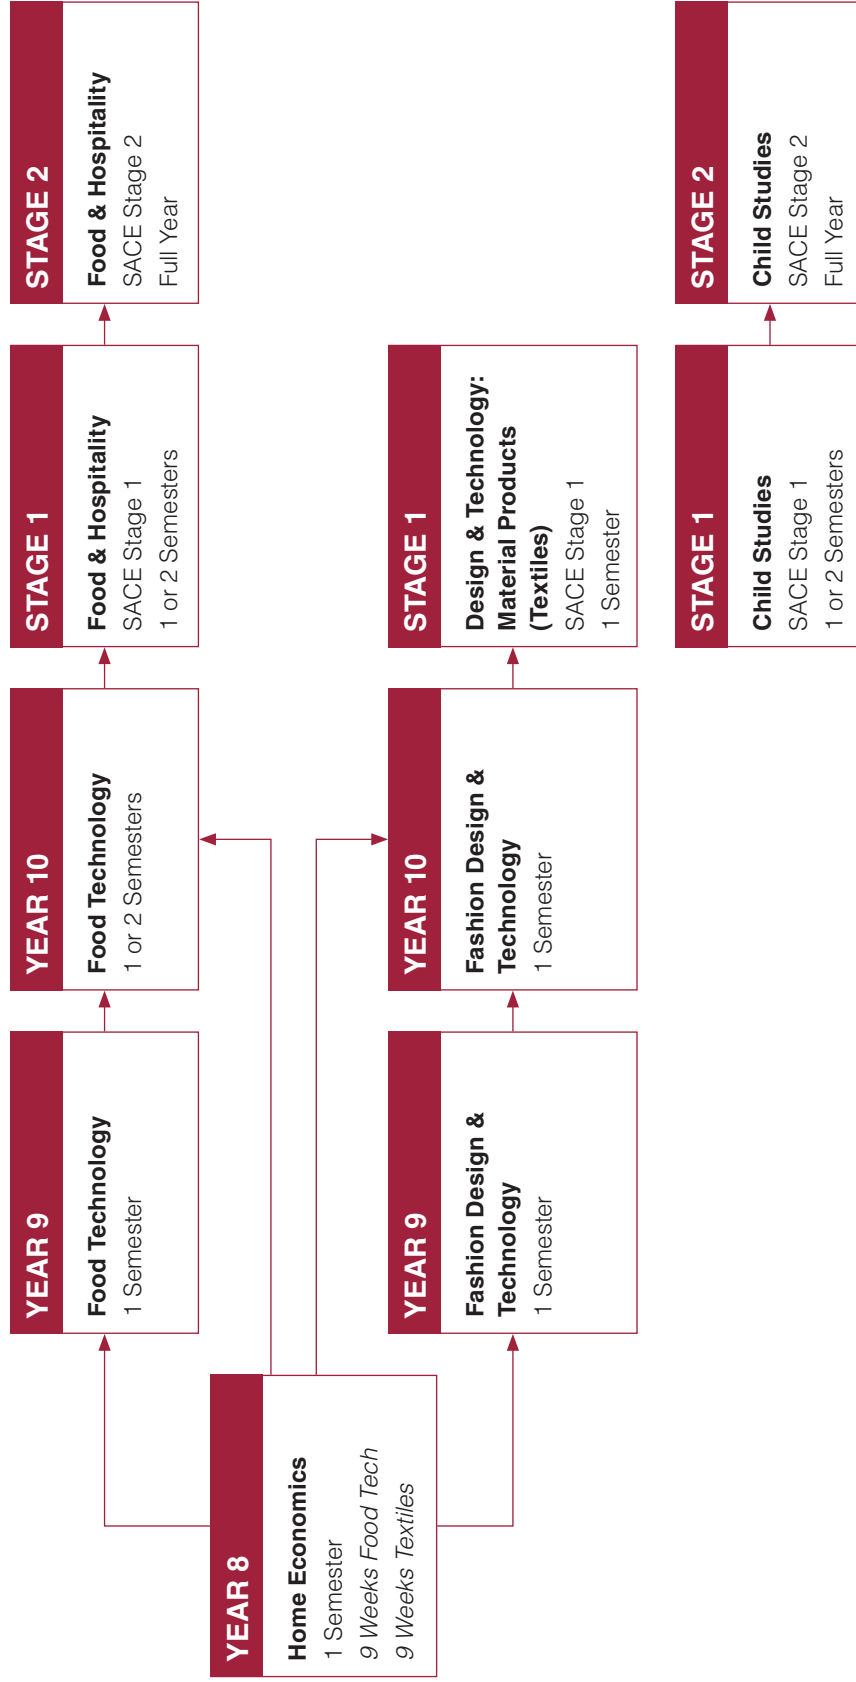 YEAR 8
Home Economics
1 Semester
9 Weeks Food Tech
9 Weeks Textiles
YEAR 9
Food Technology
1 Semester
YEAR 10
Food Technology
1 or 2 Semesters
STAGE 1
Food & Hospitality
SACE Stage 1
1 or 2 Semesters
STAGE 2
Food & Hospitality
SACE Stage 2
Full Year
YEAR 9
Fashion Design &
Technology
1 Semester
YEAR 10
Fashion Design &
Technology
1 Semester
STAGE 1
Design & Technology:
Material Products
(Textiles)
SACE Stage 1
1 Semester
STAGE 1
Child Studies
SACE Stage 1
1 or 2 Semesters
STAGE 2
Child Studies
SACE Stage 2
Full Year